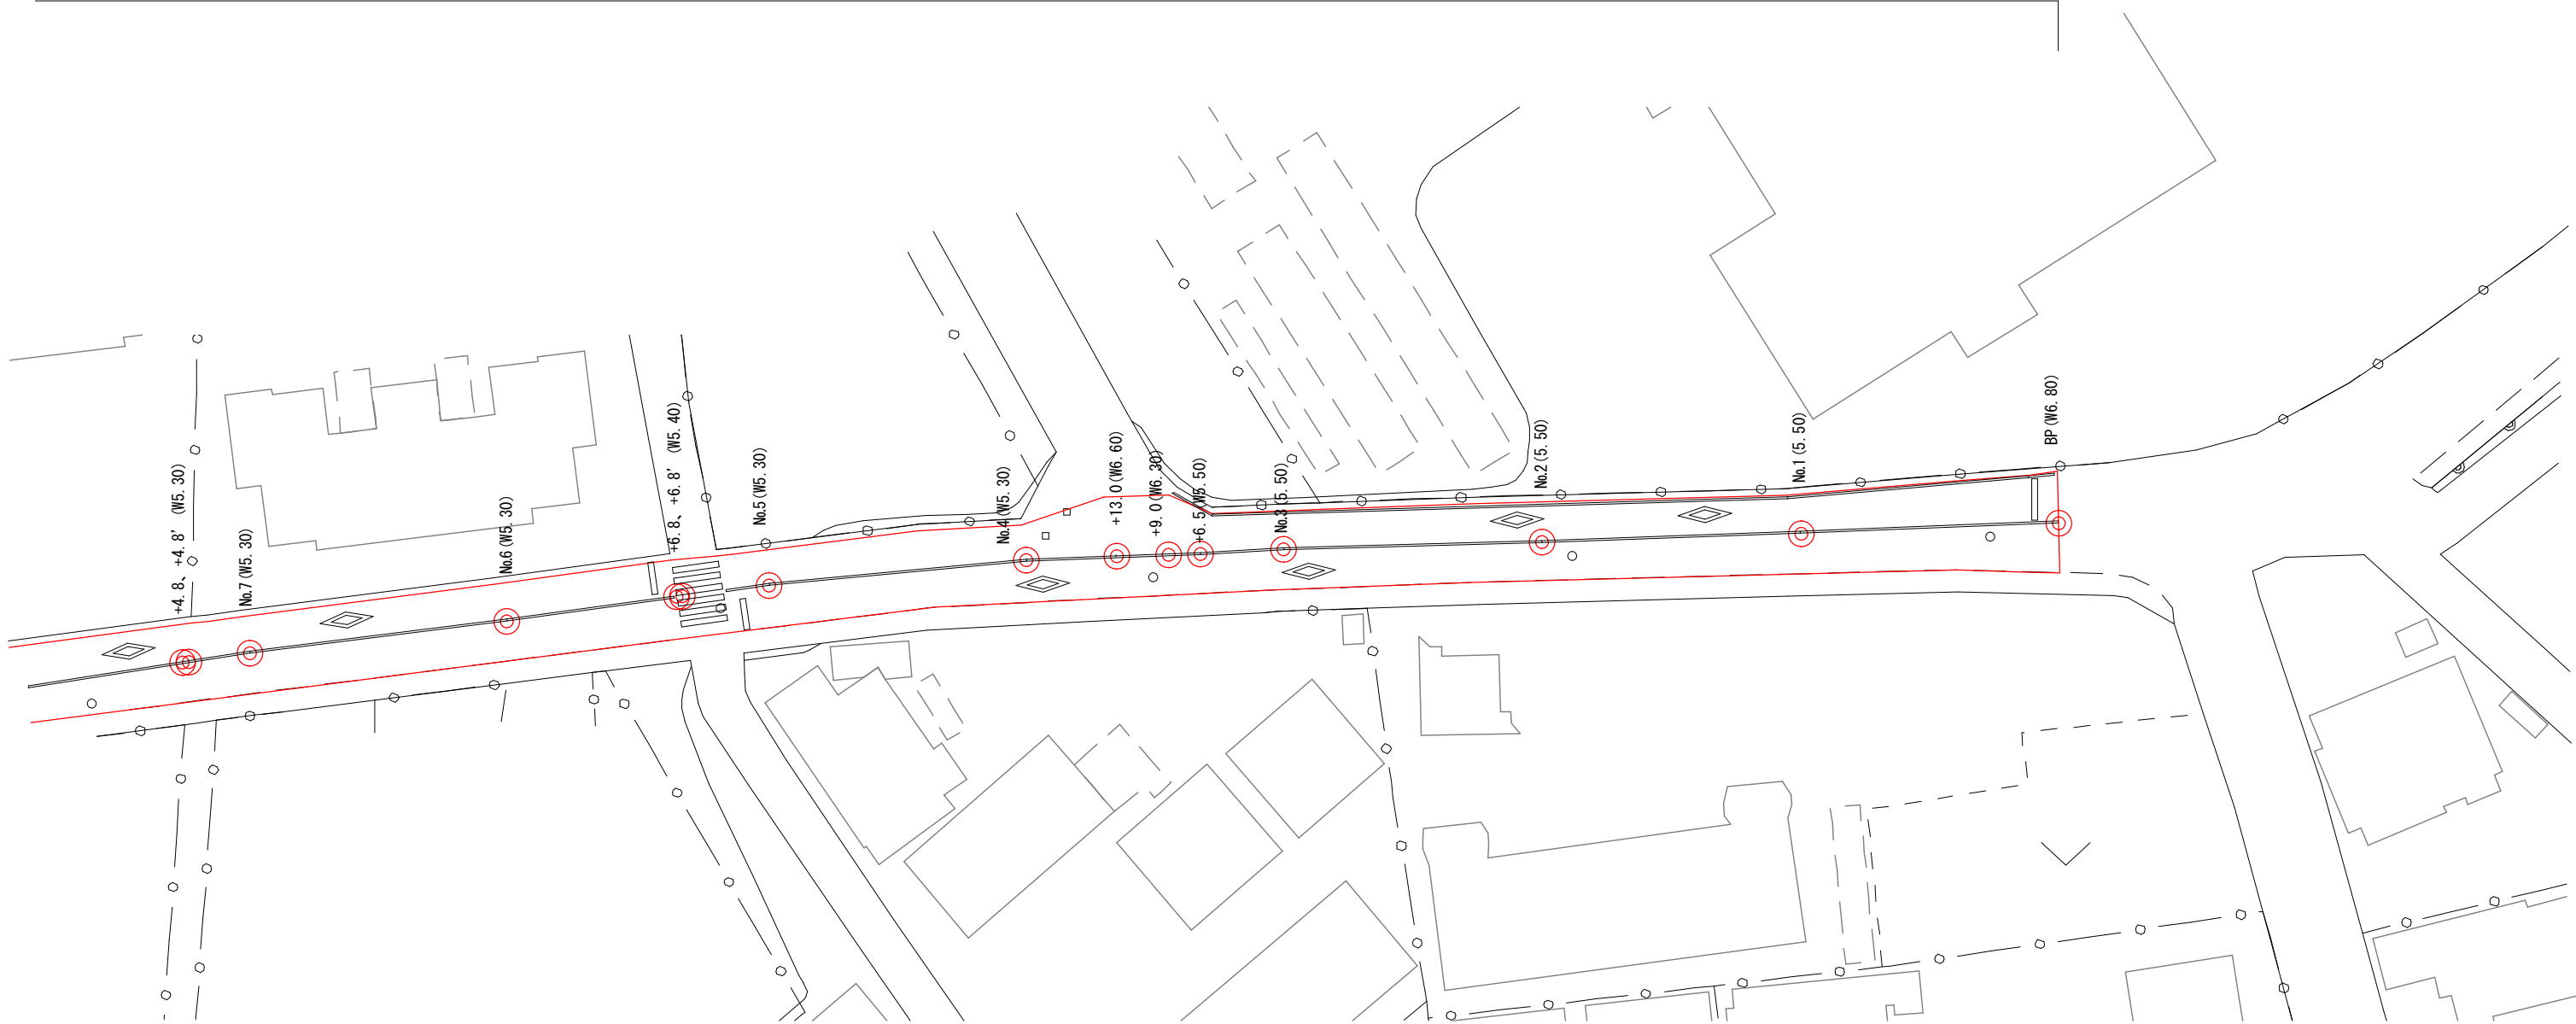 +4.8、+4.8' (W5.30)
No.7(W5.30)
No.6(W5.30)
+6.8、+6.8' (W5.40)
No.5(W5.30)
No.4(W5.30)
+13.0(W6.60)
+9.0(W6.30)
+6.5(W5.50)
No.3(5.50)
No.2(5.50)
No.1(5.50)
BP(W6.80)